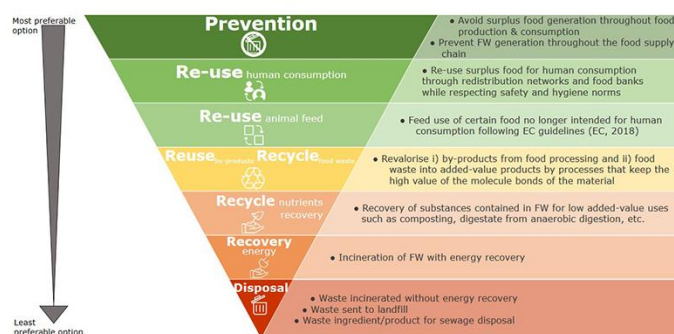 Most preferable
option
Prevention
• Avoid surplus food generation throughout food
production & consumption
• Prevent FW generation throughout the food supply
chain
Re-use human consumption
• Re-use surplus food for human consumption
through redistribution networks and food banks
while respecting safety and hygiene norms
Re-use animal feed
• Feed use of certain food no longer intended for human
consumption following EC guidelines (EC, 2018)
Reuse by-products Recycle food waste
• Revalorise i) by-products from food processing and ii) food
waste into added-value products by processes that keep the
high value of the molecule bonds of the material
Recycle nutrients
recovery
• Recovery of substances contained in FW for low added-value uses
such as composting, digestate from anaerobic digestion, etc.
Recovery
energy
• Incineration of FW with energy recovery
Disposal
• Waste incinerated without energy recovery
• Waste sent to landfill
• Waste ingredient/product for sewage disposal
Least
preferable option